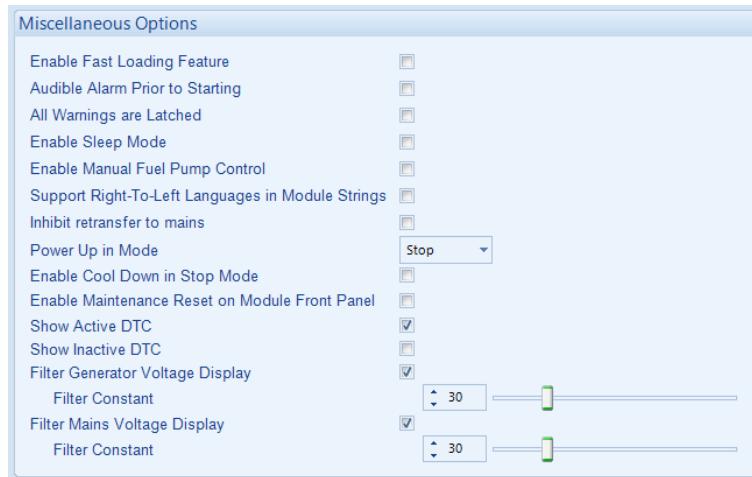 Miscellaneous Options
Enable Fast Loading Feature
Audible Alarm Prior to Starting
All Warnings are Latched
Enable Sleep Mode
Enable Manual Fuel Pump Control
Support Right-To-Left Languages in Module Strings
Inhibit retransfer to mains
Power Up in Mode Stop
Enable Cool Down in Stop Mode
Enable Maintenance Reset on Module Front Panel
Show Active DTC
Show Inactive DTC
Filter Generator Voltage Display
Filter Constant 30
Filter Mains Voltage Display
Filter Constant 30